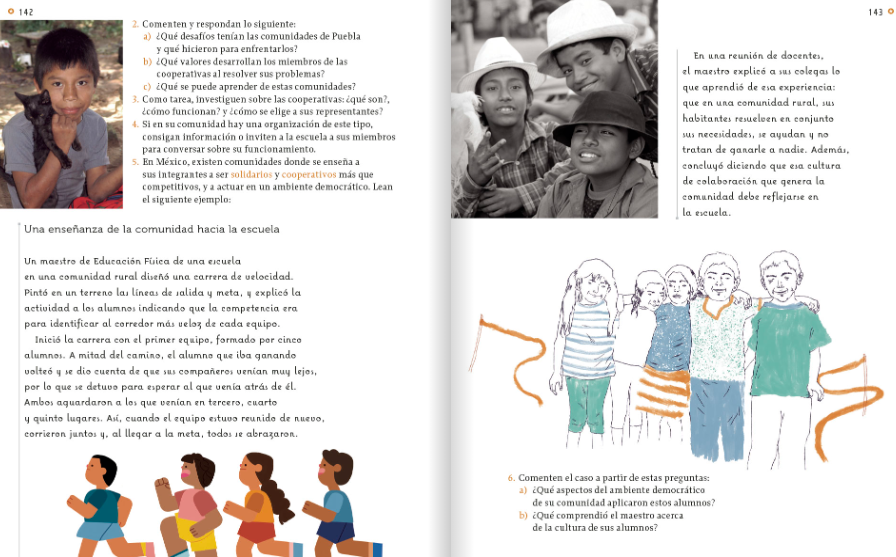 142
2. Comenten y respondan lo siguiente:
a) ¿Qué desafíos tenían las comunidades de Puebla
y qué hicieron para enfrentarlos?
b) ¿Qué valores desarrollan los miembros de las
cooperativas al resolver sus problemas?
c) ¿Qué se puede aprender de estas comunidades?
3. Como tarea, investiguen sobre las cooperativas: ¿qué son?,
¿cómo funcionan? y ¿cómo se elige a sus representantes?
4. Si en su comunidad hay una organización de este tipo,
consigan información o inviten a la escuela a sus miembros
para conversar sobre su funcionamiento.
5. En México, existen comunidades donde se enseña a
sus integrantes a ser solidarios y cooperativos más que
competitivos, y a actuar en un ambiente democrático. Lean
el siguiente ejemplo:
Una enseñanza de la comunidad hacia la escuela
Un maestro de Educación Física de una escuela
en una comunidad rural diseñó una carrera de velocidad.
Pintó en un terreno las líneas de salida y meta, y explicó la
actividad a los alumnos indicando que la competencia era
para identificar al corredor más veloz de cada equipo.
Inició la carrera con el primer equipo, formado por cinco
alumnos. A mitad del camino, el alumno que iba ganando
volteó y se dio cuenta de que sus compañeros venían muy lejos,
por lo que se detuvo para esperar al que venía atrás de él.
Ambos aguardaron a los que venían en tercero, cuarto
y quinto lugares. Así, cuando el equipo estuvo reunido de nuevo,
corrieron juntos y, al llegar a la meta, todos se abrazaron.
143
En una reunión de docentes,
el maestro explicó a sus colegas lo
que aprendió de esa experiencia:
que en una comunidad rural, sus
habitantes resuelven en conjunto
sus necesidades, se ayudan y no
tratan de ganarle a nadie. Además,
concluyó diciendo que esa cultura
de colaboración que genera la
comunidad debe reflejarse en
la escuela.
6. Comenten el caso a partir de estas preguntas:
a) ¿Qué aspectos del ambiente democrático
de su comunidad aplicaron estos alumnos?
b) ¿Qué comprendió el maestro acerca
de la cultura de sus alumnos?